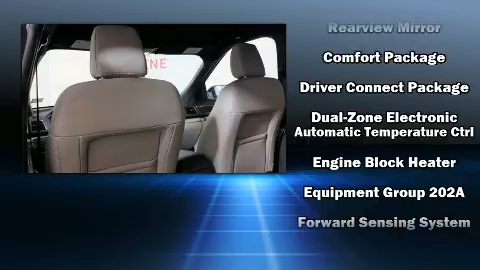 Rearview Mirror
Comfort Package
Driver Connect Package
Dual-Zone Electronic
Automatic Temperature Ctrl
Engine Block Heater
Equipment Group 202A
Forward Sensing System